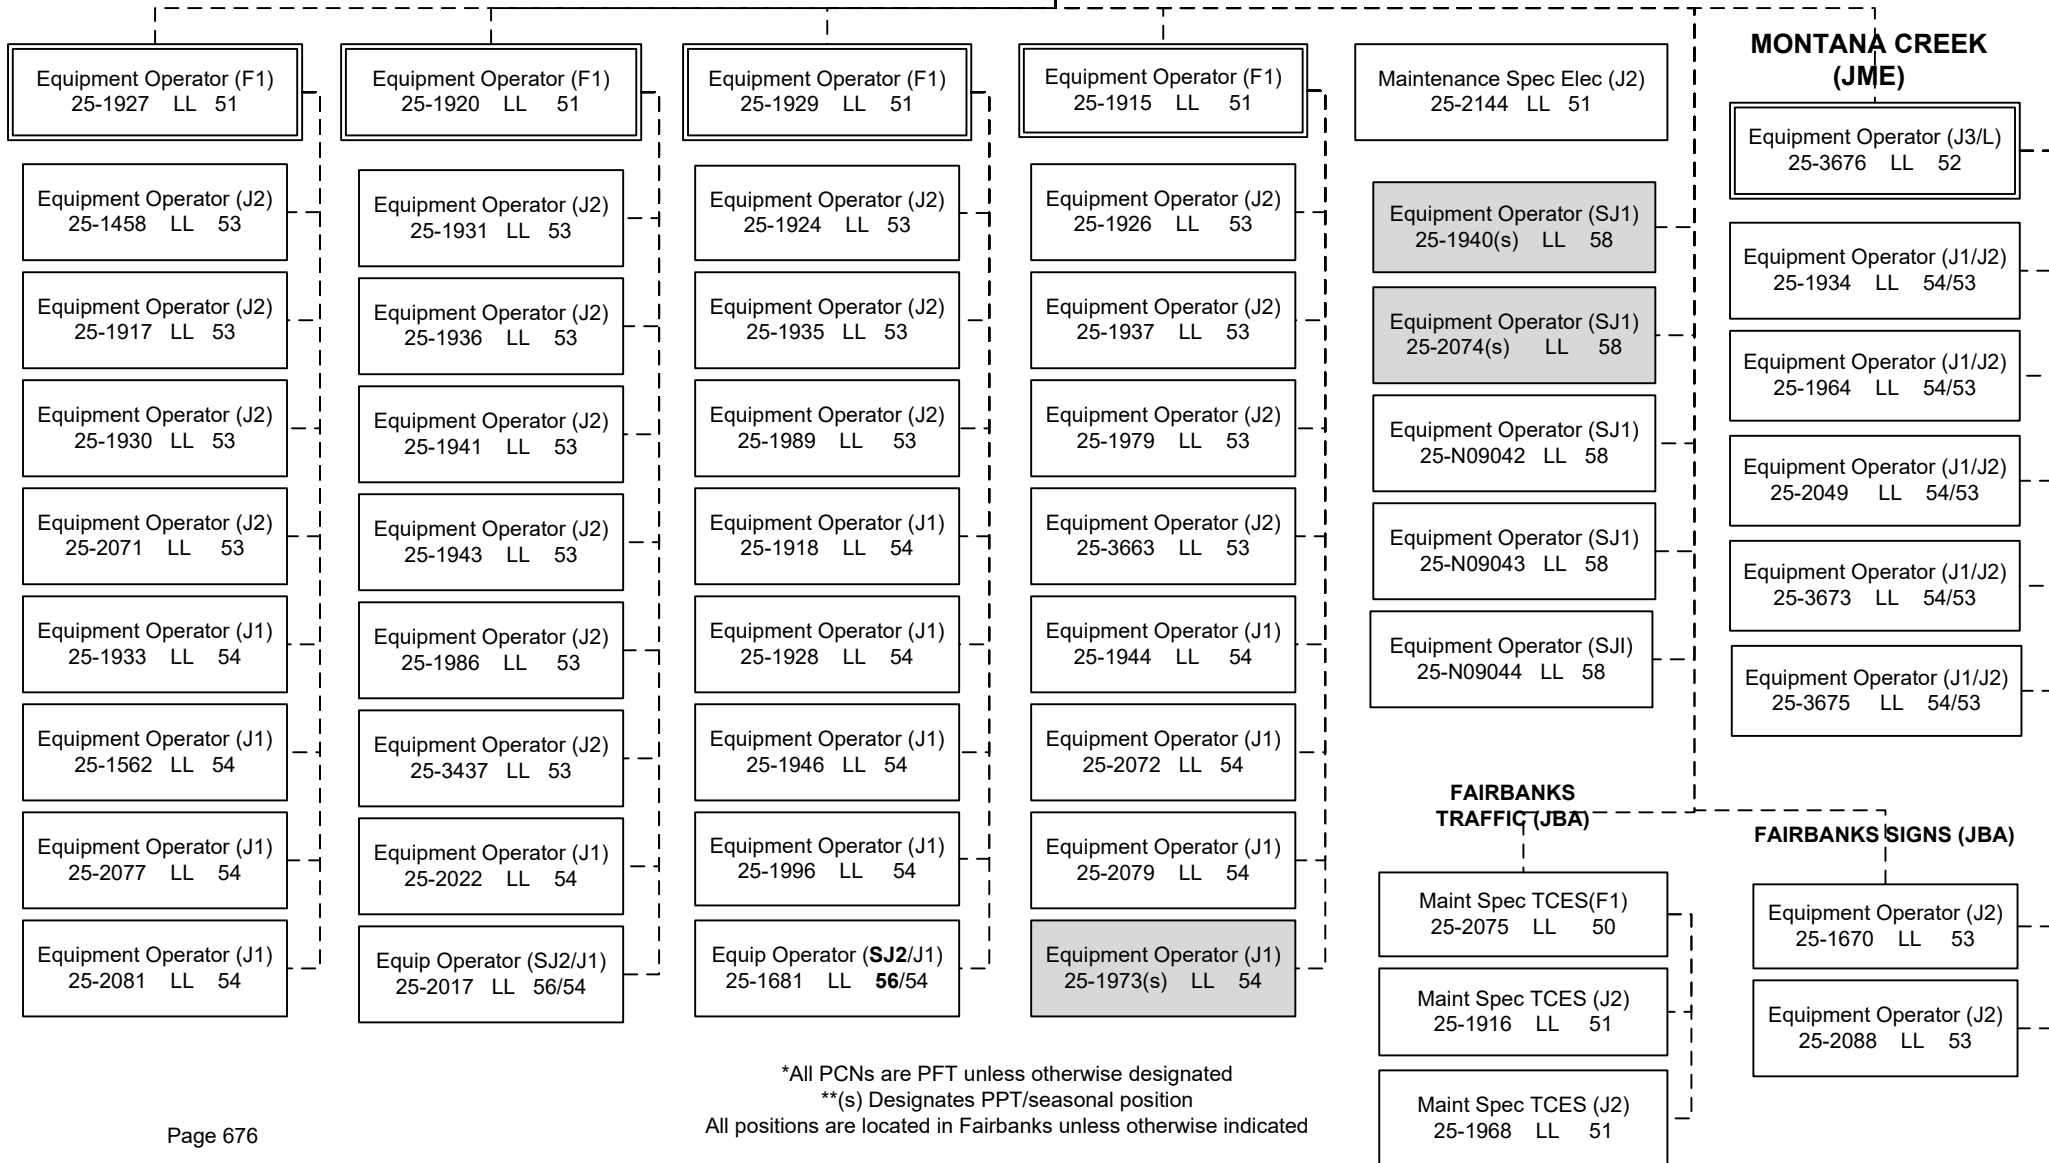 Equipment Operator (F1)
25-1927 LL 51
Equipment Operator (J2)
25-1458 LL 53
Equipment Operator (J2)
25-1917 LL 53
Equipment Operator (J2)
25-1930 LL 53
Equipment Operator (J2)
25-2071 LL 53
Equipment Operator (J1)
25-1933 LL 54
Equipment Operator (J1)
25-1562 LL 54
Equipment Operator (J1)
25-2077 LL 54
Equipment Operator (J1)
25-2081 LL 54
Equipment Operator (F1)
25-1920 LL 51
Equipment Operator (J2)
25-1931 LL 53
Equipment Operator (J2)
25-1936 LL 53
Equipment Operator (J2)
25-1941 LL 53
Equipment Operator (J2)
25-1943 LL 53
Equipment Operator (J2)
25-1986 LL 53
Equipment Operator (J2)
25-3437 LL 53
Equipment Operator (J1)
25-2022 LL 54
Equip Operator (SJ2/J1)
25-2017 LL 56/54
Equipment Operator (F1)
25-1929 LL 51
Equipment Operator (J2)
25-1924 LL 53
Equipment Operator (J2)
25-1935 LL 53
Equipment Operator (J2)
25-1989 LL 53
Equipment Operator (J1)
25-1918 LL 54
Equipment Operator (J1)
25-1928 LL 54
Equipment Operator (J1)
25-1946 LL 54
Equipment Operator (J1)
25-1996 LL 54
Equip Operator (SJ2/J1)
25-1681 LL 56/54
Equipment Operator (F1)
25-1915 LL 51
Equipment Operator (J2)
25-1926 LL 53
Equipment Operator (J2)
25-1937 LL 53
Equipment Operator (J2)
25-1979 LL 53
Equipment Operator (J2)
25-3663 LL 53
Equipment Operator (J1)
25-1944 LL 54
Equipment Operator (J1)
25-2072 LL 54
Equipment Operator (J1)
25-2079 LL 54
Equipment Operator (J1)
25-1973(s) LL 54
Maintenance Spec Elec (J2)
25-2144 LL 51
Equipment Operator (SJ1)
25-1940(s) LL 58
Equipment Operator (SJ1)
25-2074(s) LL 58
Equipment Operator (SJ1)
25-N09042 LL 58
Equipment Operator (SJ1)
25-N09043 LL 58
Equipment Operator (SJI)
25-N09044 LL 58
FAIRBANKS
TRAFFIC (JBA)
Maint Spec TCES(F1)
25-2075 LL 50
Maint Spec TCES (J2)
25-1916 LL 51
Maint Spec TCES (J2)
25-1968 LL 51
MONTANA CREEK
(JME)
Equipment Operator (J3/L)
25-3676 LL 52
Equipment Operator (J1/J2)
25-1934 LL 54/53
Equipment Operator (J1/J2)
25-1964 LL 54/53
Equipment Operator (J1/J2)
25-2049 LL 54/53
Equipment Operator (J1/J2)
25-3673 LL 54/53
Equipment Operator (J1/J2)
25-3675 LL 54/53
FAIRBANKS SIGNS (JBA)
Equipment Operator (J2)
25-1670 LL 53
Equipment Operator (J2)
25-2088 LL 53
*All PCNs are PFT unless otherwise designated
**(s) Designates PPT/seasonal position
All positions are located in Fairbanks unless otherwise indicated
Page 676